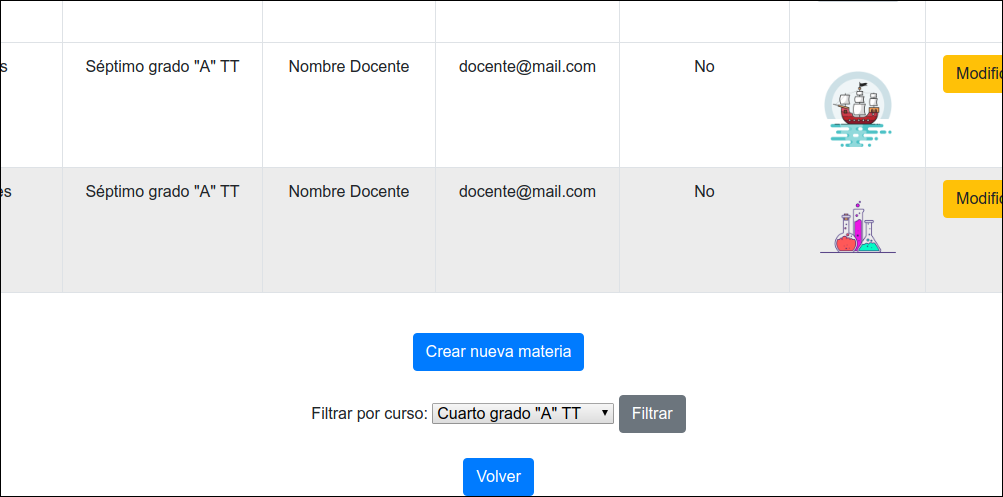 s Séptimo grado "A" TT Nombre Docente docente@mail.com No Modific
es Séptimo grado "A" TT Nombre Docente docente@mail.com No Modific
Crear nueva materia
Filtrar por curso: Cuarto grado "A" TT Filtrar
Volver